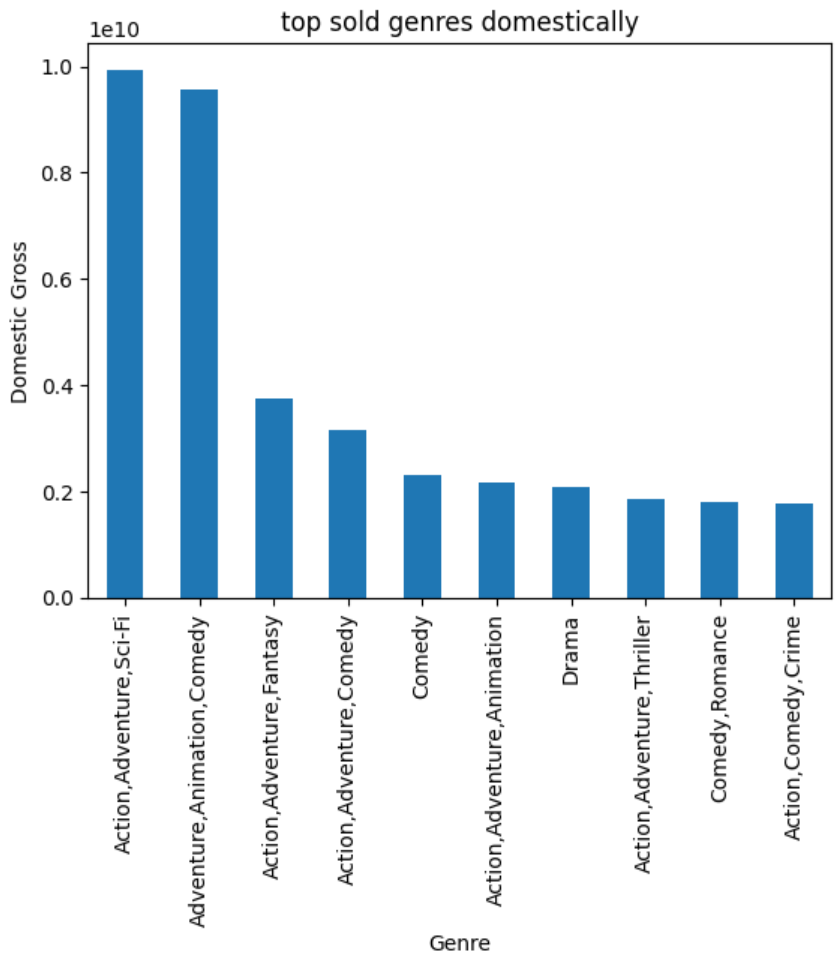 top sold genres domestically
1e10
1.0
0.8
0.6
0.4
0.2
0.0
Domestic Gross
Action,Adventure,Sci-Fi
Adventure,Animation,Comedy
Action,Adventure,Fantasy
Action,Adventure,Comedy
Comedy
Action,Adventure,Animation
Drama
Action,Adventure,Thriller
Comedy,Romance
Action,Comedy,Crime
Genre